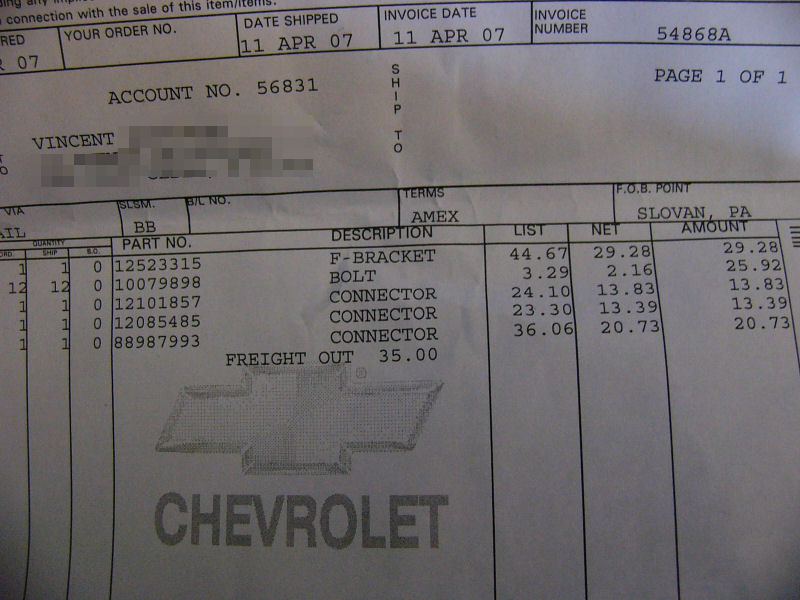 connection with the sale of this item/items.
YOUR ORDER NO.
DATE SHIPPED
INVOICE DATE
INVOICE NUMBER
07
11 APR 07
11 APR 07
54868A
ACCOUNT NO. 56831
SHIP TO
PAGE 1 OF 1
VINCENT
VIA
SLSM.
B/L NO.
TERMS
F.O.B. POINT
BB
AMEX
SLOVAN, PA
QUANTITY
ORD. SHIP B.O. PART NO. DESCRIPTION LIST NET AMOUNT
1 1 0 12523315 F-BRACKET 44.67 29.28 29.28
12 12 0 10079898 BOLT 3.29 2.16 25.92
1 1 0 12101857 CONNECTOR 24.10 13.83 13.83
1 1 0 12085485 CONNECTOR 23.30 13.39 13.39
1 1 0 88987993 CONNECTOR 36.06 20.73 20.73
FREIGHT OUT 35.00
®
CHEVROLET